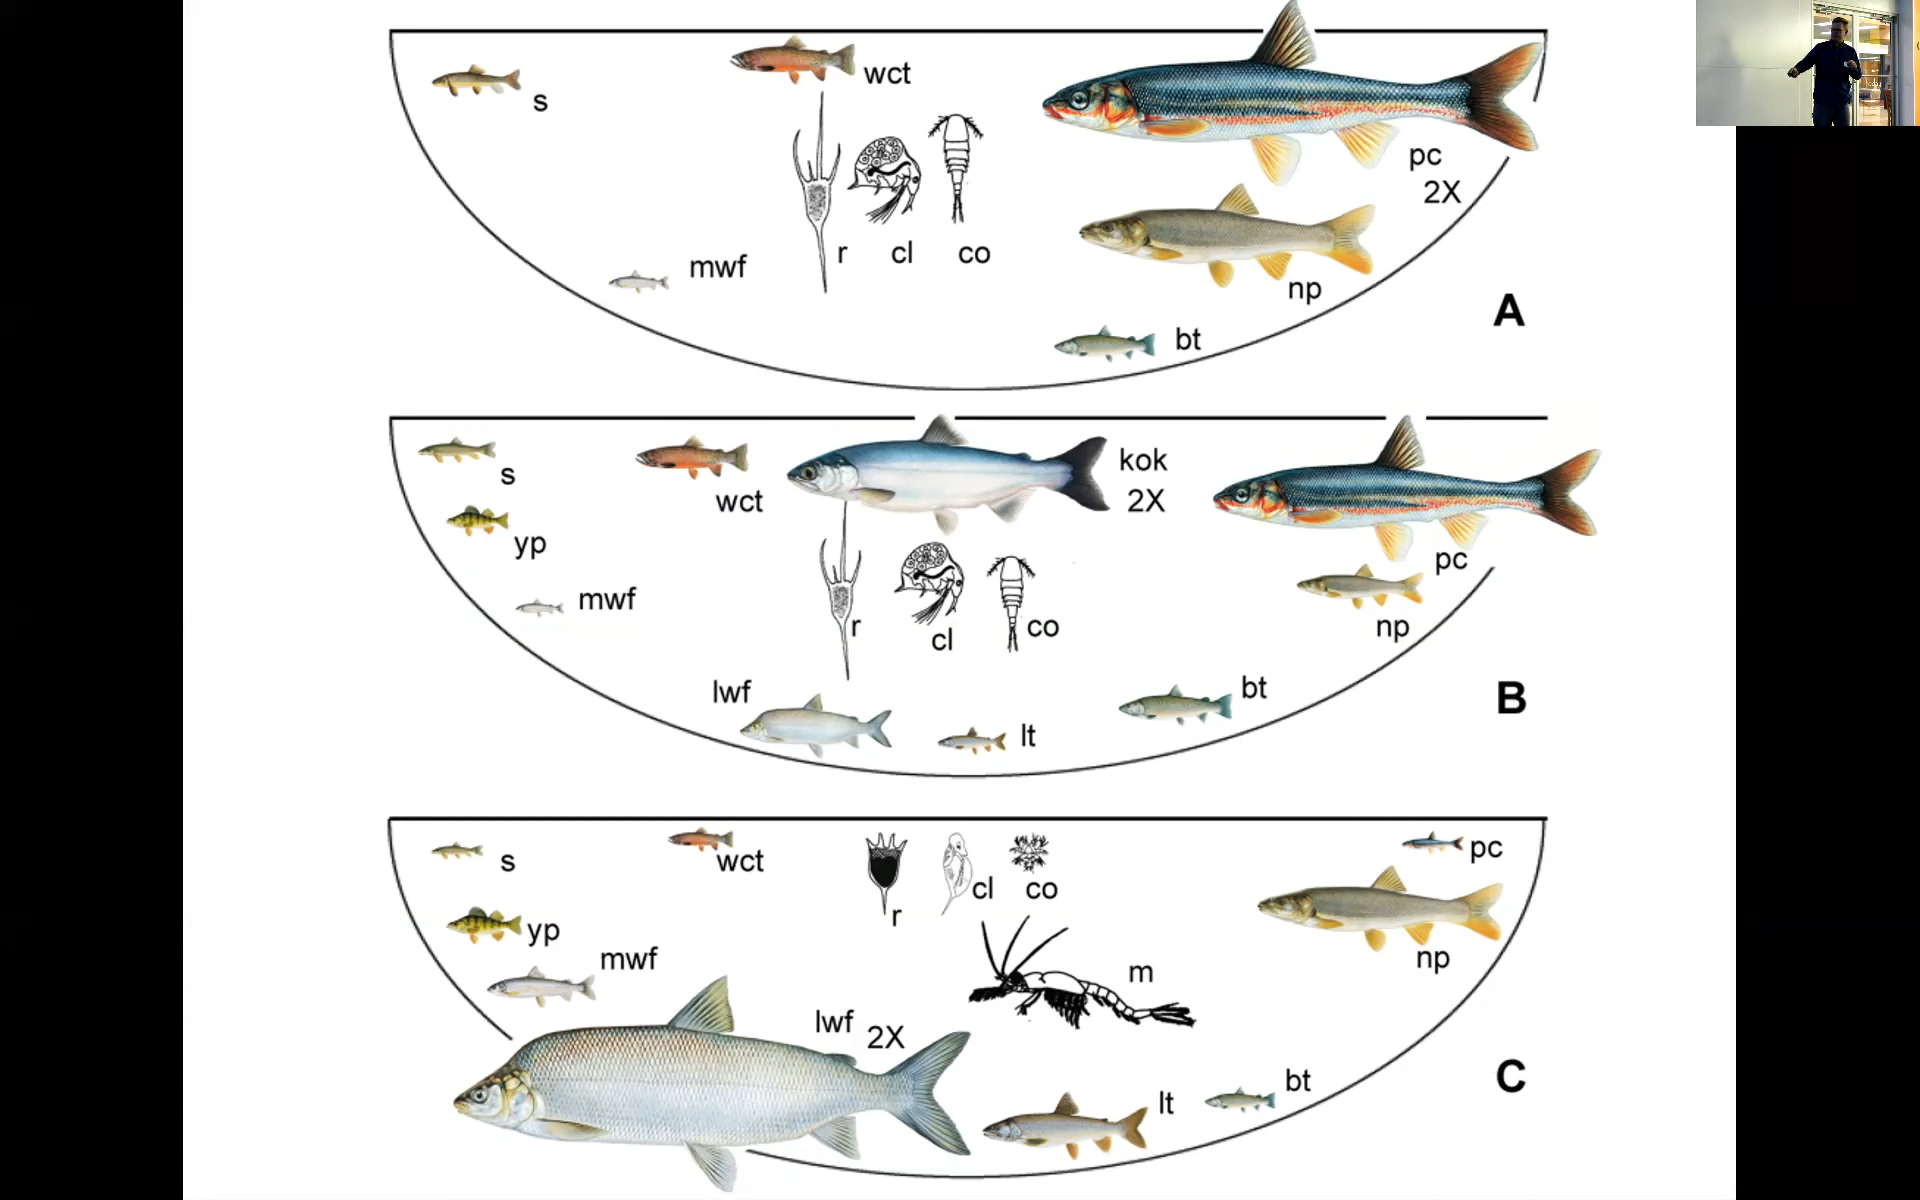 s
wct
r
cl
co
mwf
pc
2X
np
bt
A
s
yp
mwf
wct
kok
2X
r
cl
co
pc
np
lwf
lt
bt
B
s
yp
mwf
wct
r
cl
co
m
pc
np
lwf 2X
lt
bt
C